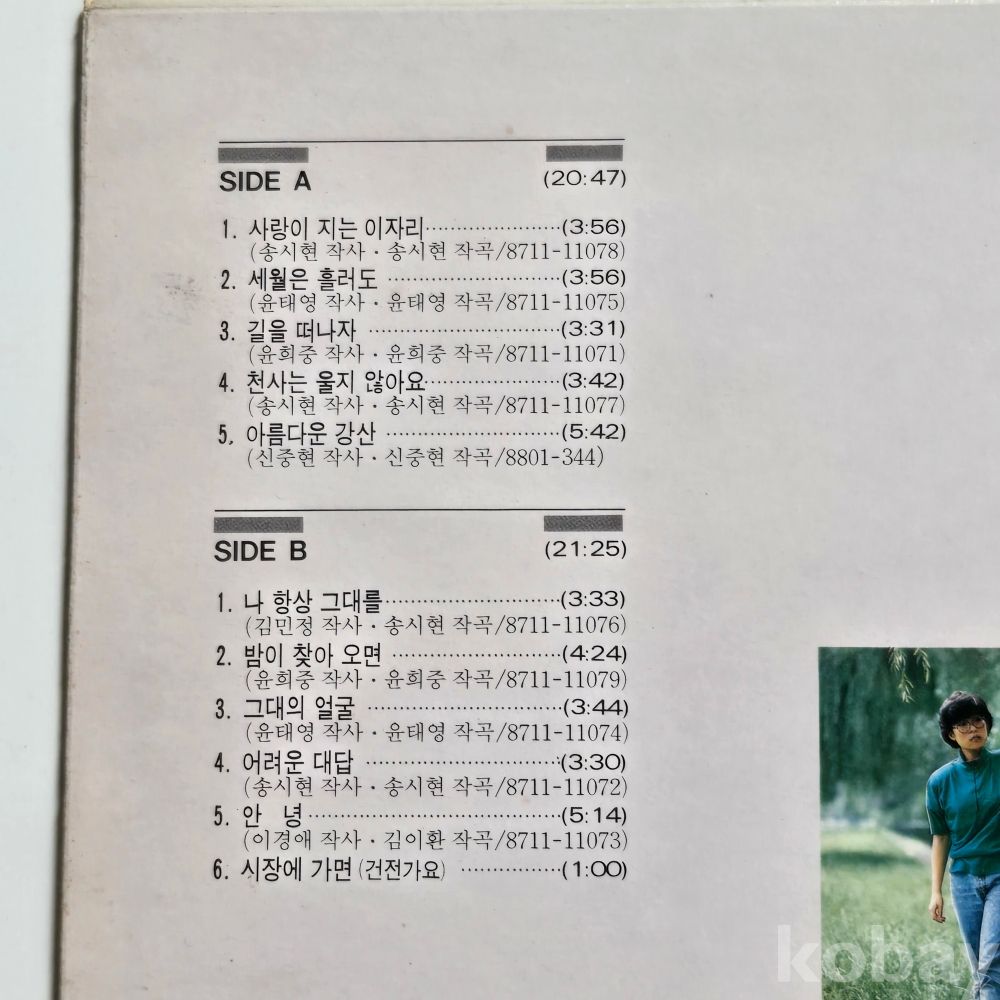 SIDE A (20:47)
1. 사랑이 지는 이자리 (3:56)
(송시현 작사 · 송시현 작곡/8711-11078)
2. 세월은 흘러도 (3:56)
(윤태영 작사 · 윤태영 작곡/8711-11075)
3. 길을 떠나자 (3:31)
(윤희중 작사 · 윤희중 작곡/8711-11071)
4. 천사는 울지 않아요 (3:42)
(송시현 작사 · 송시현 작곡/8711-11077)
5. 아름다운 강산 (5:42)
(신중현 작사 · 신중현 작곡/8801-344)
SIDE B (21:25)
1. 나 항상 그대를 (3:33)
(김민정 작사 · 송시현 작곡/8711-11076)
2. 밤이 찾아 오면 (4:24)
(윤희중 작사 · 윤희중 작곡/8711-11079)
3. 그대의 얼굴 (3:44)
(윤태영 작사 · 윤태영 작곡/8711-11074)
4. 어려운 대답 (3:30)
(송시현 작사 · 송시현 작곡/8711-11072)
5. 안 녕 (5:14)
(이경애 작사 · 김이환 작곡/8711-11073)
6. 시장에 가면 (건전가요) (1:00)
kobay